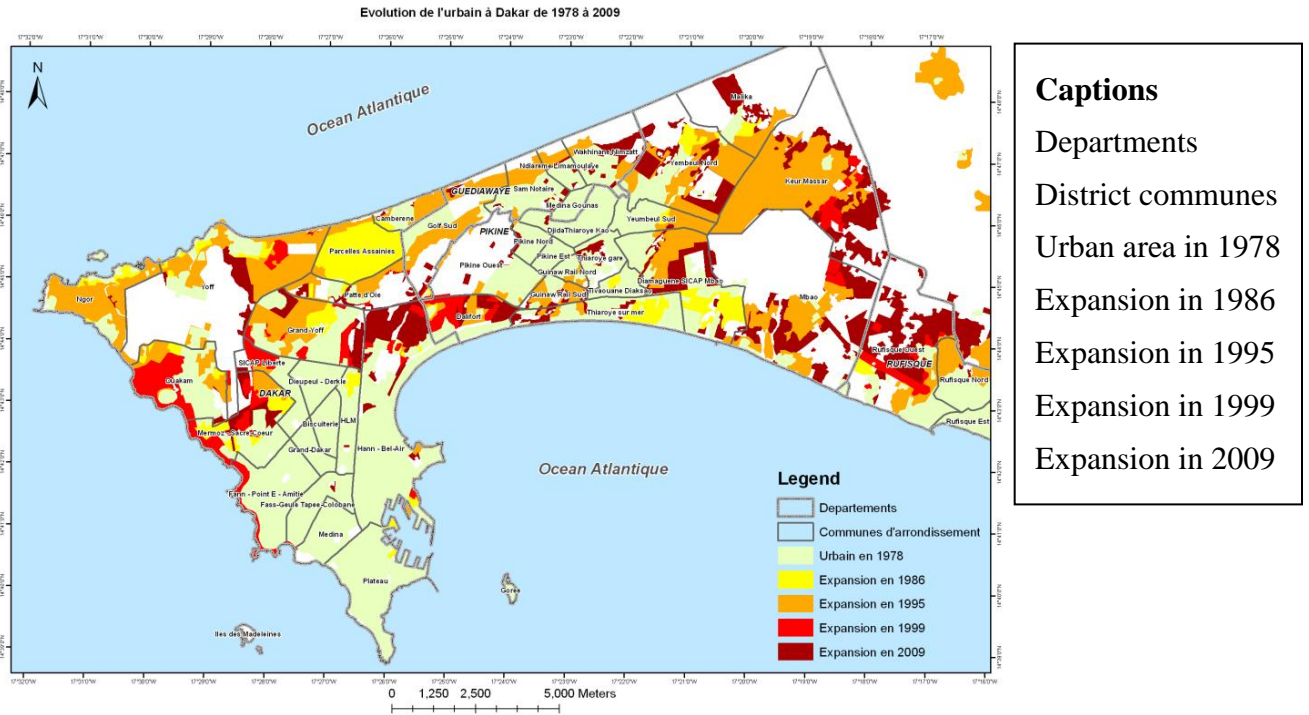 Evolution de l'urbain à Dakar de 1978 à 2009
N
Ocean Atlantique
Malika
Wakhinane Nimzatt
Ndiareme Limamoulaye
Yembeul Nord
Keur Massar
GUEDIAWAYE
Sam Notaire
Medina Gounas
Camberene
Golf Sud
Yeumbeul Sud
PIKINE
DjidaThiaroye Kao
Pikine Nord
Parcelles Assainies
Pikine Est
Thiaroye gare
Pikine Ouest
Guinaw Rail Nord
Diamaguene SICAP Mbao
Yoff
Tivaouane Diaksao
Patte d'Oie
Guinaw Rail Sud
Ngor
Mbao
Dalifort
Thiaroye sur mer
Grand-Yoff
Rufisque Ouest
SICAP Liberte
RUFISQUE
Ouakam
Dieupeul - Derkle
Rufisque Nord
DAKAR
Biscuiterie
HLM
Rufisque Est
Mermoz - Sacre-Coeur
Grand-Dakar
Hann - Bel-Air
Ocean Atlantique
Fann - Point E - Amitie
Fass-Geule Tapee-Colobane
Medina
Plateau
Goree
Iles des Madeleines
Legend
Departements
Communes d'arrondissement
Urbain en 1978
Expansion en 1986
Expansion en 1995
Expansion en 1999
Expansion en 2009
0 1,250 2,500 5,000 Meters
Captions
Departments
District communes
Urban area in 1978
Expansion in 1986
Expansion in 1995
Expansion in 1999
Expansion in 2009